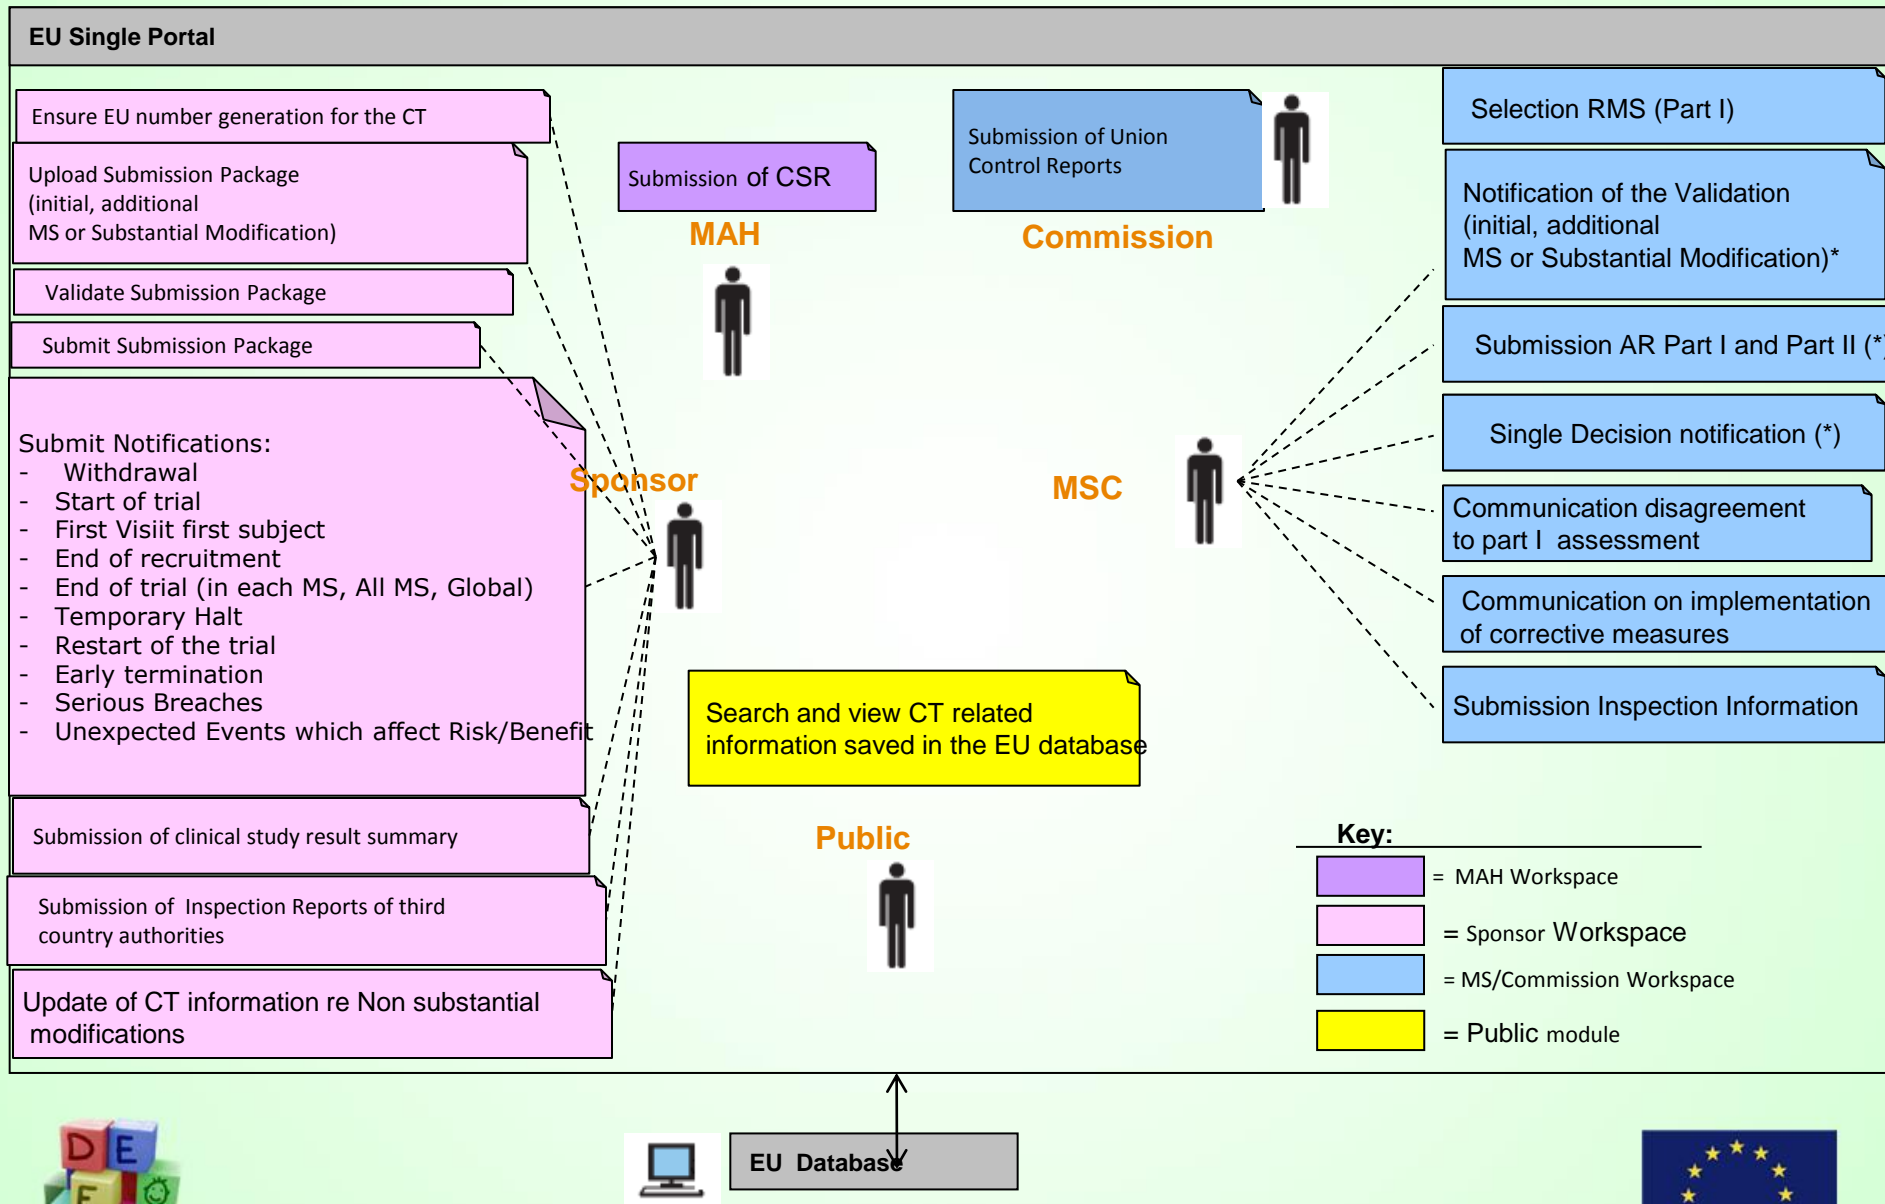 EU Single Portal
Ensure EU number generation for the CT
Upload Submission Package
(initial, additional
MS or Substantial Modification)
Validate Submission Package
Submit Submission Package
Submit Notifications:
- Withdrawal
- Start of trial
- First Visiit first subject
- End of recruitment
- End of trial (in each MS, All MS, Global)
- Temporary Halt
- Restart of the trial
- Early termination
- Serious Breaches
- Unexpected Events which affect Risk/Benefit
Submission of clinical study result summary
Submission of Inspection Reports of third
country authorities
Update of CT information re Non substantial
modifications
Sponsor
Submission of CSR
MAH
Submission of Union
Control Reports
Commission
MSC
Selection RMS (Part I)
Notification of the Validation
(initial, additional
MS or Substantial Modification)*
Submission AR Part I and Part II (*)
Single Decision notification (*)
Communication disagreement
to part I assessment
Communication on implementation
of corrective measures
Submission Inspection Information
Search and view CT related
information saved in the EU database
Public
Key:
= MAH Workspace
= Sponsor Workspace
= MS/Commission Workspace
= Public module
EU Database
D E
F